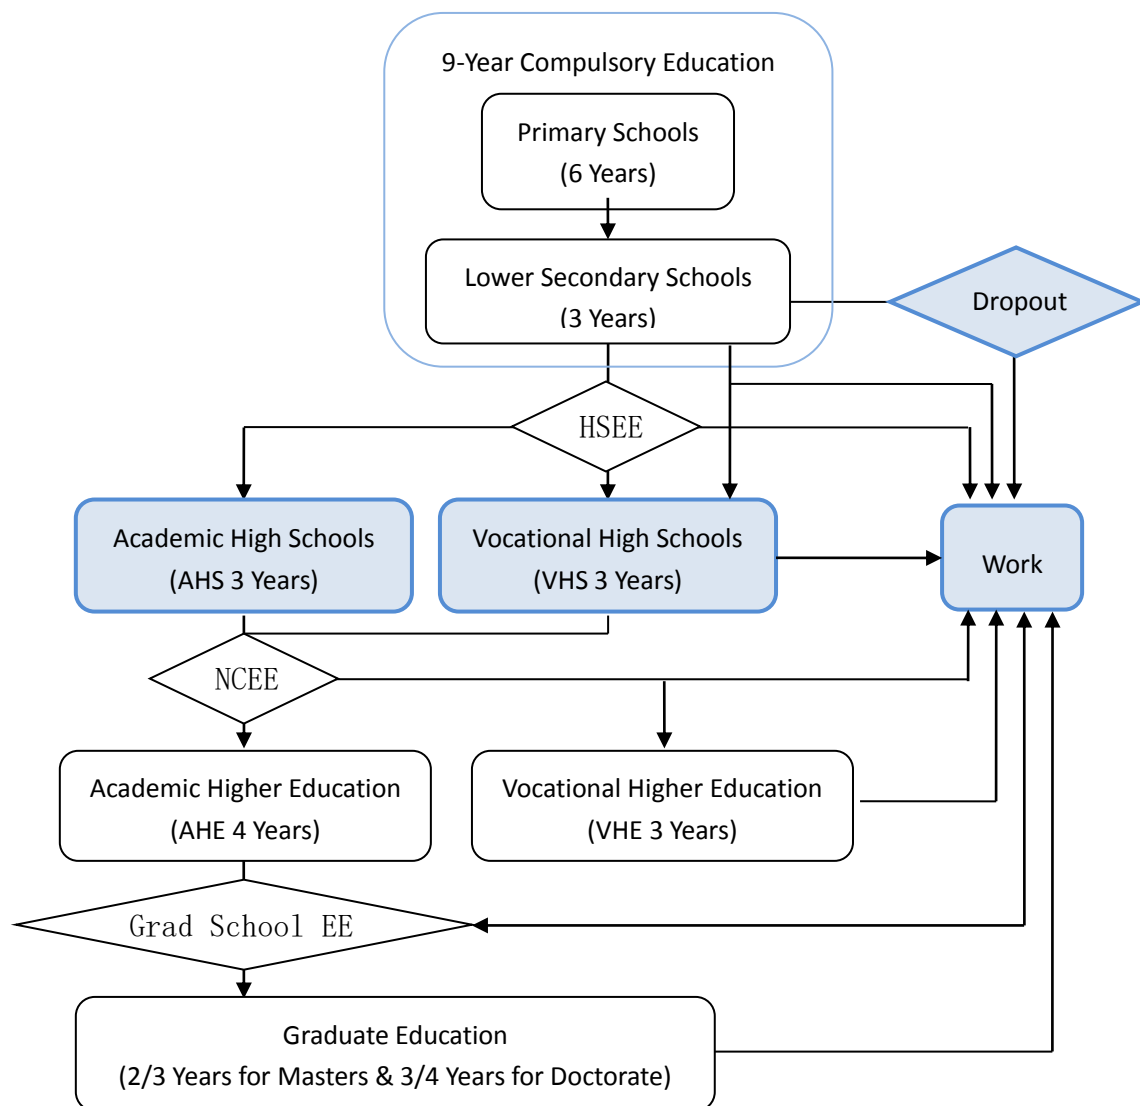 9-Year Compulsory Education
Primary Schools
(6 Years)
Lower Secondary Schools
(3 Years)
Dropout
HSEE
Academic High Schools
(AHS 3 Years)
Vocational High Schools
(VHS 3 Years)
Work
NCEE
Academic Higher Education
(AHE 4 Years)
Vocational Higher Education
(VHE 3 Years)
Grad School EE
Graduate Education
(2/3 Years for Masters & 3/4 Years for Doctorate)